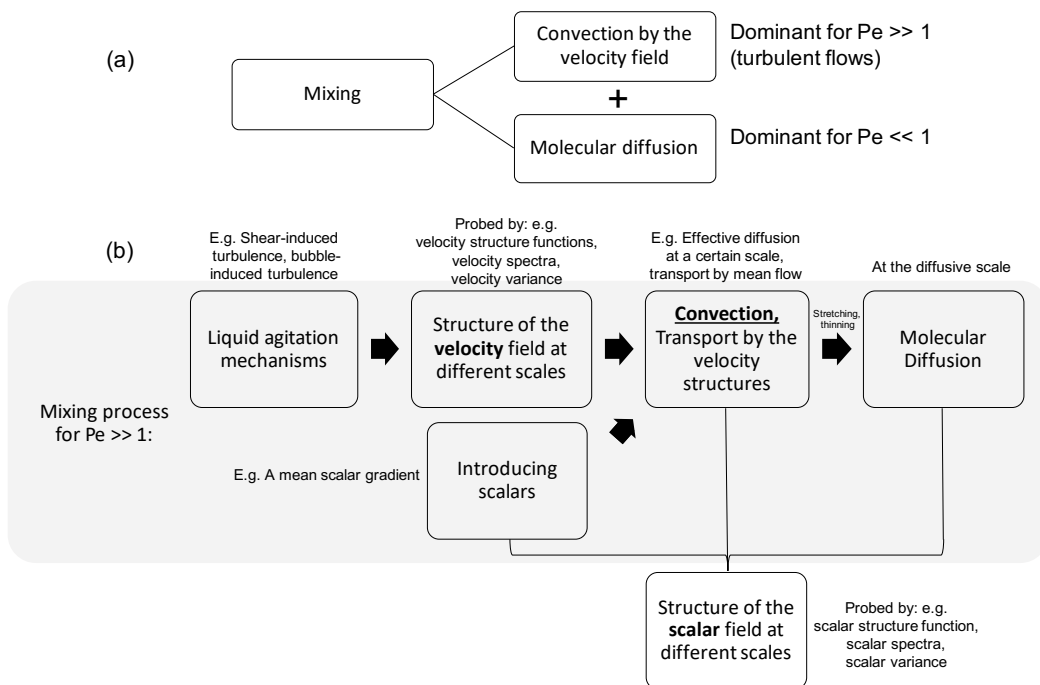 (a)
Mixing
Convection by the
velocity field
+
Molecular diffusion
Dominant for Pe >> 1
(turbulent flows)
Dominant for Pe << 1
(b)
E.g. Shear-induced
turbulence, bubble-
induced turbulence
Probed by: e.g.
velocity structure functions,
velocity spectra,
velocity variance
E.g. Effective diffusion
at a certain scale,
transport by mean flow
At the diffusive scale
Mixing process
for Pe >> 1:
Liquid agitation
mechanisms
Structure of the
velocity field at
different scales
Convection,
Transport by the
velocity
structures
Stretching,
thinning
Molecular
Diffusion
E.g. A mean scalar gradient
Introducing
scalars
Structure of the
scalar field at
different scales
Probed by: e.g.
scalar structure function,
scalar spectra,
scalar variance